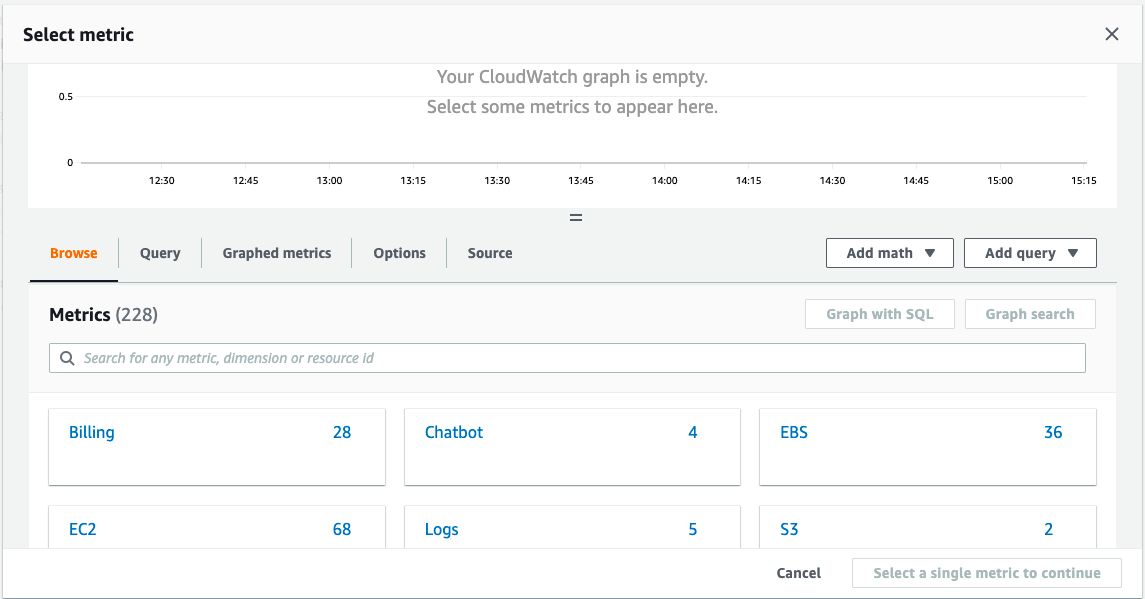 Select metric
Your CloudWatch graph is empty.
0.5
Select some metrics to appear here.
0
12:30 12:45 13:00 13:15 13:30 13:45 14:00 14:15 14:30 14:45 15:00 15:15
Browse Query Graphed metrics Options Source Add math Add query
Metrics (228) Graph with SQL Graph search
Search for any metric, dimension or resource id
Billing 28 Chatbot 4 EBS 36
EC2 68 Logs 5 S3 2
Cancel Select a single metric to continue